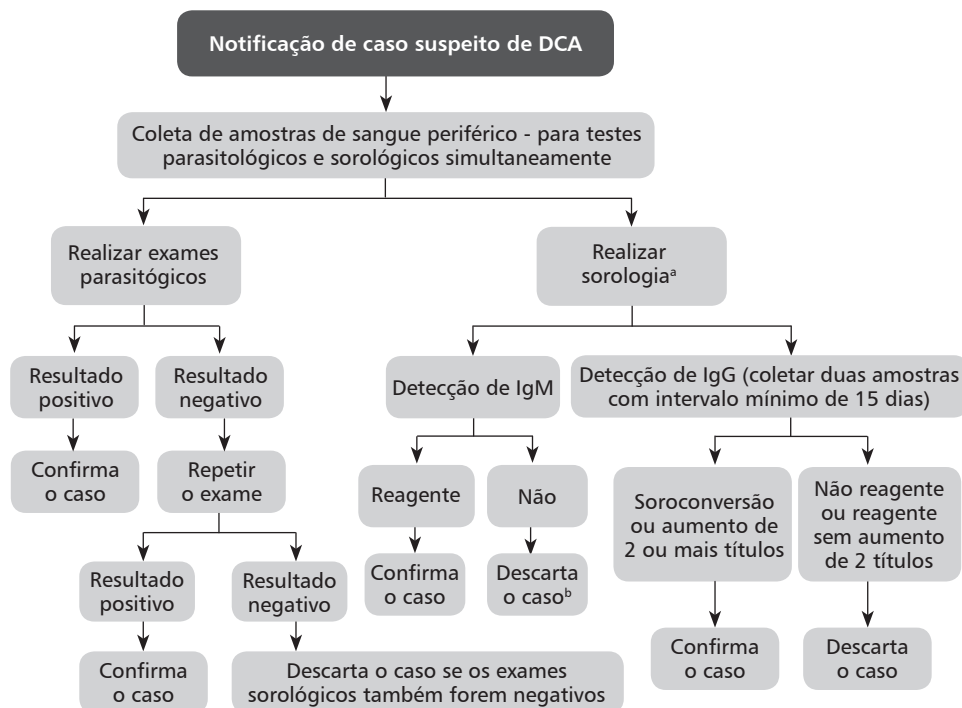 Notificação de caso suspeito de DCA
Coleta de amostras de sangue periférico - para testes
parasitológicos e sorológicos simultaneamente
Realizar exames
parasitógicos
Realizar
sorologiaᵃ
Resultado
positivo
Resultado
negativo
Detecção de IgM
Detecção de IgG (coletar duas amostras
com intervalo mínimo de 15 dias)
Confirma
o caso
Repetir
o exame
Reagente
Não
Soroconversão
ou aumento de
2 ou mais títulos
Não reagente
ou reagente
sem aumento
de 2 títulos
Resultado
positivo
Resultado
negativo
Confirma
o caso
Descarta
o casoᵇ
Confirma
o caso
Descarta o caso se os exames
sorológicos também forem negativos
Confirma
o caso
Descarta
o caso